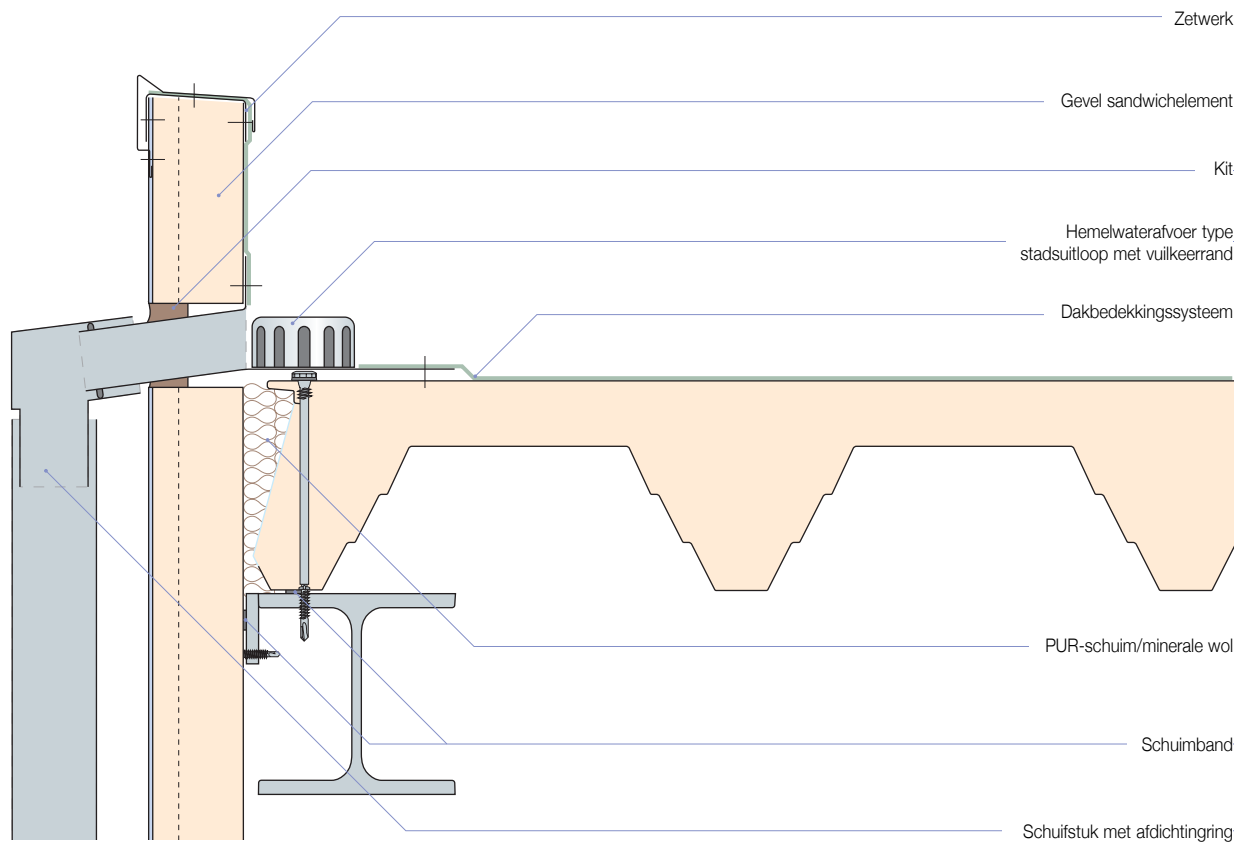 Zetwerk
Gevel sandwichelement
Kit
Hemelwaterafvoer type
stadsuitloop met vuilkeerrand
Dakbedekkingssysteem
PUR-schuim/minerale wol
Schuimband
Schuifstuk met afdichtingring